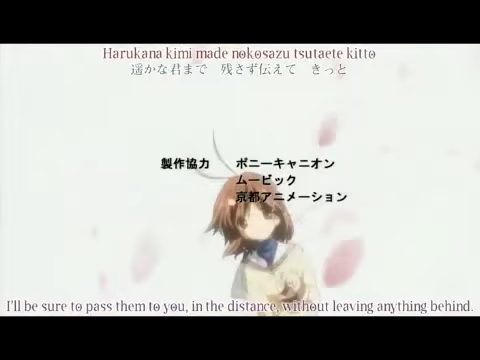 Harukana kimi made nokosazu tsutaete kitto
遥かな君まで　残さず伝えて　きっと
製作協力　ポニーキャニオン
ムービック
京都アニメーション
I'll be sure to pass them to you, in the distance, without leaving anything behind.